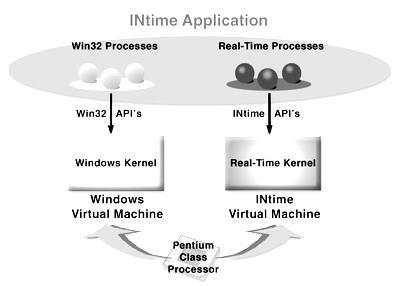 INtime Application
Win32 Processes
Real-Time Processes
Win32 API's
INtime API's
Windows Kernel
Real-Time Kernel
Windows
Virtual Machine
INtime
Virtual Machine
Pentium
Class
Processor